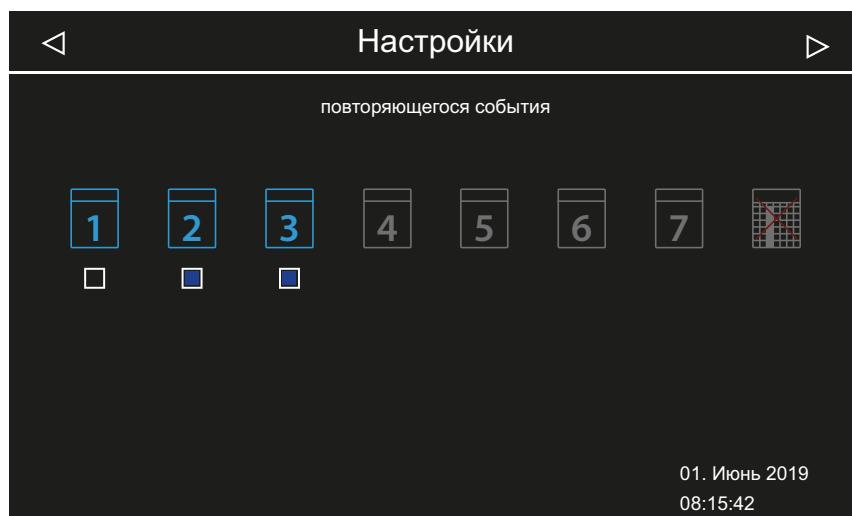 Настройки
повторяющегося события
1 2 3 4 5 6 7
01. Июнь 2019
08:15:42